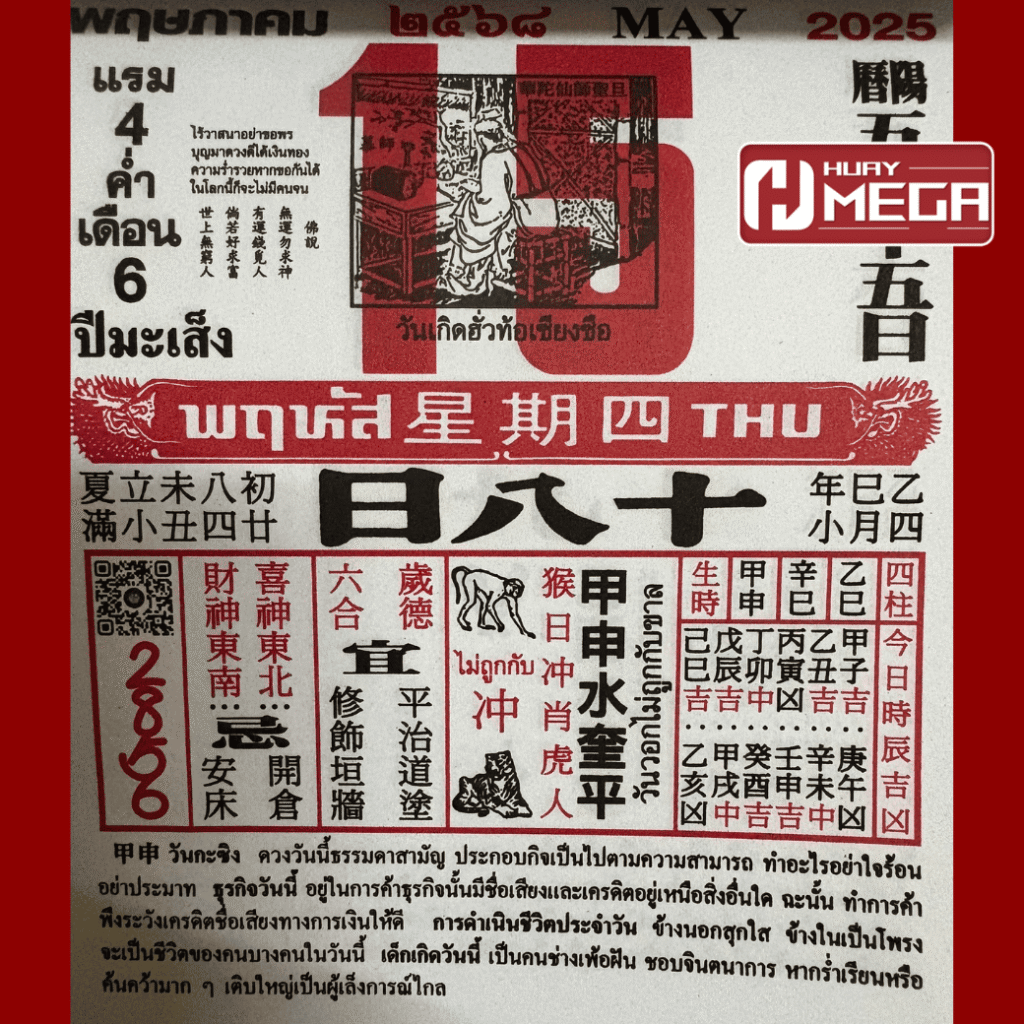 พฤษภาคม ๒๕๖๘ MAY 2025
แรม
4
ค่ำ
เดือน
6
ปีมะเส็ง
ไร้วาสนาอย่าขอพร
บุญมาดวงดีได้เงินทอง
ความร่ำรวยหากขอกันได้
ในโลกนี้ก็จะไม่มีคนจน
佛說
無運勿求神
有運錢覓人
倘若好求富
世上無窮人
15
華陀仙師聖旦
วันเกิดฮั่วท้อเซียงซือ
陽曆
五
十五日
HUAY
MEGA
พฤหัส 星期四 THU
夏立未八初
滿小丑四廿
日八十
年巳乙
小月四
2856
喜神東北
財神東南
忌
開倉
安床
歲德
六合
宜
平治道塗
修飾垣牆
猴日冲肖虎人
ไม่ถูกกับ
冲
甲申水奎平
วันวอกไม่ถูกกับขาล
四柱
乙巳
辛巳
甲申
生時
今日時辰吉凶
甲子吉
乙丑吉
丙寅凶
丁卯中
戊辰吉
己巳吉
庚午凶
辛未中
壬申吉
癸酉吉
甲戌中
乙亥凶
甲申 วันกะซิง ดวงวันนี้ธรรมดาสามัญ ประกอบกิจเป็นไปตามความสามารถ ทำอะไรอย่าใจร้อน
อย่าประมาท ธุรกิจวันนี้ อยู่ในการค้าธุรกิจนั้นมีชื่อเสียงและเครดิตอยู่เหนือสิ่งอื่นใด ฉะนั้น ทำการค้า
พึงระวังเครดิตชื่อเสียงทางการเงินให้ดี การดำเนินชีวิตประจำวัน ข้างนอกสุกใส ข้างในเป็นโพรง
จะเป็นชีวิตของคนบางคนในวันนี้ เด็กเกิดวันนี้ เป็นคนช่างเพ้อฝัน ชอบจินตนาการ หากร่ำเรียนหรือ
ค้นคว้ามาก ๆ เติบใหญ่เป็นผู้เล็งการณ์ไกล